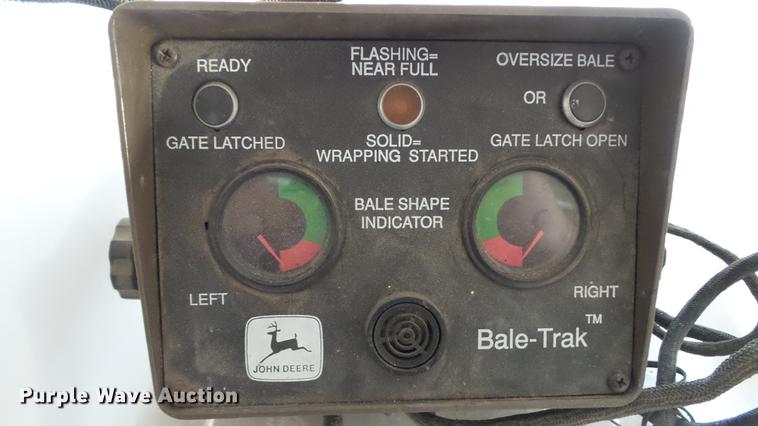 READY
GATE LATCHED
FLASHING=
NEAR FULL
SOLID=
WRAPPING STARTED
OVERSIZE BALE
OR
GATE LATCH OPEN
BALE SHAPE
INDICATOR
LEFT
RIGHT
JOHN DEERE
Bale-Trak™
Purple Wave Auction